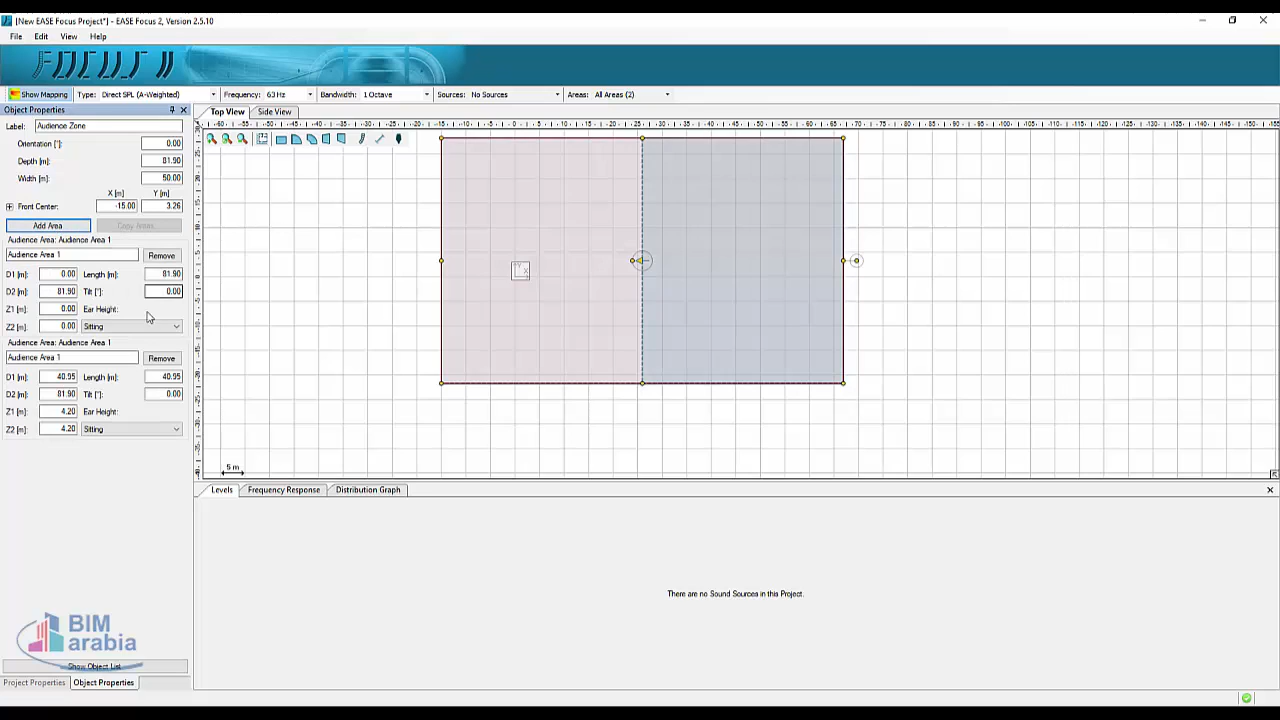 [New EASE Focus Project*] - EASE Focus 2, Version 2.5.10
File Edit View Help
FOCUS II
Show Mapping Type: Direct SPL (A-Weighted) Frequency: 63 Hz Bandwidth: 1 Octave Sources: No Sources Areas: All Areas (2)
Object Properties
Top View Side View
Label: Audience Zone
Orientation [°]: 0.00
Depth [m]: 81.90
Width [m]: 50.00
X [m] Y [m]
Front Center: -15.00 3.26
Add Area Copy Areas
Audience Area: Audience Area 1
Audience Area 1 Remove
D1 [m]: 0.00 Length [m]: 81.90
D2 [m]: 81.90 Tilt [°]: 0.00
Z1 [m]: 0.00 Ear Height:
Z2 [m]: 0.00 Sitting
Audience Area: Audience Area 1
Audience Area 1 Remove
D1 [m]: 40.95 Length [m]: 40.95
D2 [m]: 81.90 Tilt [°]: 0.00
Z1 [m]: 4.20 Ear Height:
Z2 [m]: 4.20 Sitting
X
5 m
Levels Frequency Response Distribution Graph
There are no Sound Sources in this Project.
BIM
arabia
Show Object List
Project Properties Object Properties